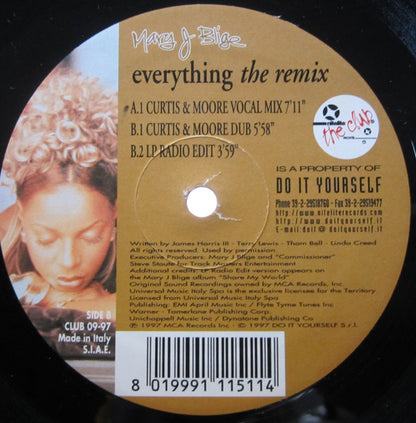 Mary J Blige
everything the remix
A.1 CURTIS & MOORE VOCAL MIX 7'11"
B.1 CURTIS & MOORE DUB 5'58"
B.2 LP RADIO EDIT 3'59"
the club
IS A PROPERTY OF
DO IT YOURSELF
Phone 39-2-29518760 - Fax 39-2-29519477
http://www.nitelite­records.com
http://www.doityourself.it
E-mail:doit@doityourself.it
Written by James Harris III - Terry Lewis - Thom Bell - Linda Creed
All rights reserved. Used by permission
Executive Producers: Mary J Blige and "Commissioner"
Steve Stoute for Track Masters Entertainment
Additional credits: LP Radio Edit version appears on
the Mary J Blige album "Share My World"
Original Sound Recordings owned by MCA Records Inc.
Universal Music Italy Spa is the exclusive licensee for the Territory
Licensed from Universal Music Italy Spa
Publishing: EMI April Music Inc / Flyte Tyme Tunes Inc
Warner - Tamerlane Publishing Corp.
Unichappell Music Inc / Dynatone Publishing Co
℗ 1997 MCA Records Inc © 1997 DO IT YOURSELF S.r.l.
SIDE B
CLUB 09-97
Made in Italy
S.I.A.E.
8 019991 115114